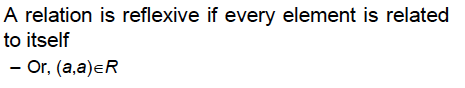 A relation is reflexive if every element is related
to itself
– Or, (a,a)∈R